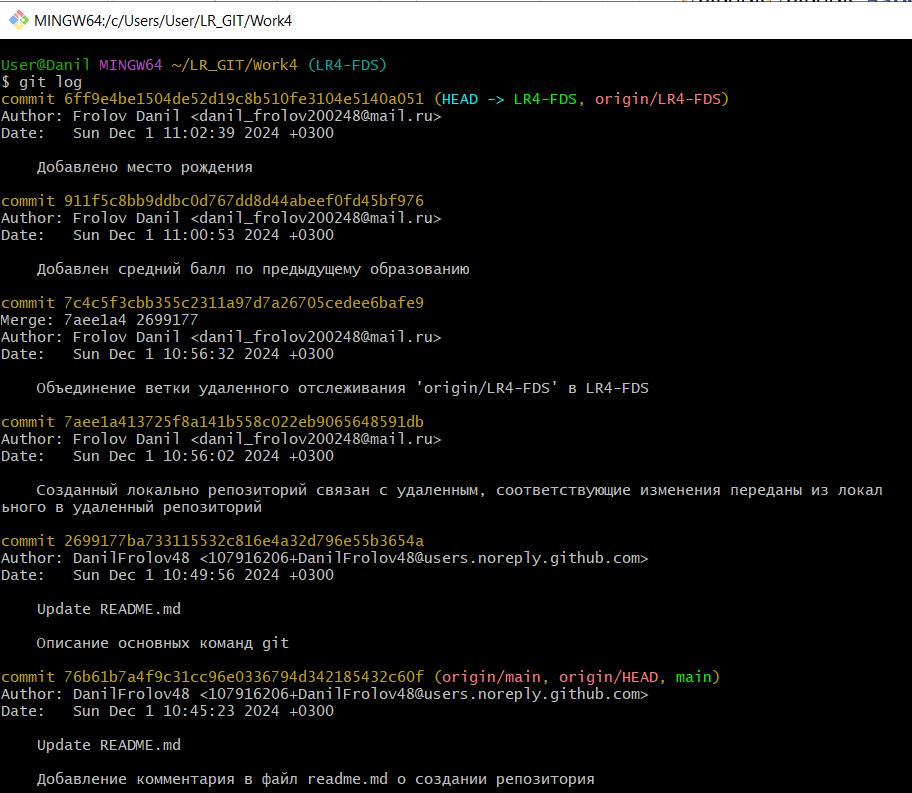 MINGW64:/c/Users/User/LR_GIT/Work4
User@Danil MINGW64 ~/LR_GIT/Work4 (LR4-FDS)
$ git log
commit 6ff9e4be1504de52d19c8b510fe3104e5140a051 (HEAD -> LR4-FDS, origin/LR4-FDS)
Author: Frolov Danil <danil_frolov200248@mail.ru>
Date:   Sun Dec 1 11:02:39 2024 +0300
Добавлено место рождения
commit 911f5c8bb9ddbc0d767dd8d44abeef0fd45bf976
Author: Frolov Danil <danil_frolov200248@mail.ru>
Date:   Sun Dec 1 11:00:53 2024 +0300
Добавлен средний балл по предыдущему образованию
commit 7c4c5f3cbb355c2311a97d7a26705cedee6bafe9
Merge: 7aee1a4 2699177
Author: Frolov Danil <danil_frolov200248@mail.ru>
Date:   Sun Dec 1 10:56:32 2024 +0300
Объединение ветки удаленного отслеживания 'origin/LR4-FDS' в LR4-FDS
commit 7aee1a413725f8a141b558c022eb9065648591db
Author: Frolov Danil <danil_frolov200248@mail.ru>
Date:   Sun Dec 1 10:56:02 2024 +0300
Созданный локально репозиторий связан с удаленным, соответствующие изменения переданы из локал
ьного в удаленный репозиторий
commit 2699177ba733115532c816e4a32d796e55b3654a
Author: DanilFrolov48 <107916206+DanilFrolov48@users.noreply.github.com>
Date:   Sun Dec 1 10:49:56 2024 +0300
Update README.md
Описание основных команд git
commit 76b61b7a4f9c31cc96e0336794d342185432c60f (origin/main, origin/HEAD, main)
Author: DanilFrolov48 <107916206+DanilFrolov48@users.noreply.github.com>
Date:   Sun Dec 1 10:45:23 2024 +0300
Update README.md
Добавление комментария в файл readme.md о создании репозитория